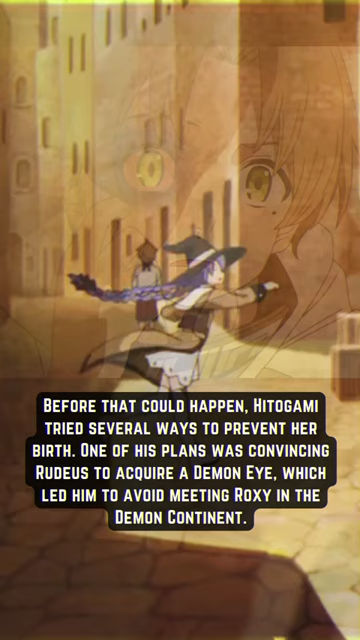 Before that could happen, Hitogami
tried several ways to prevent her
birth. One of his plans was convincing
Rudeus to acquire a Demon Eye, which
led him to avoid meeting Roxy in the
Demon Continent.